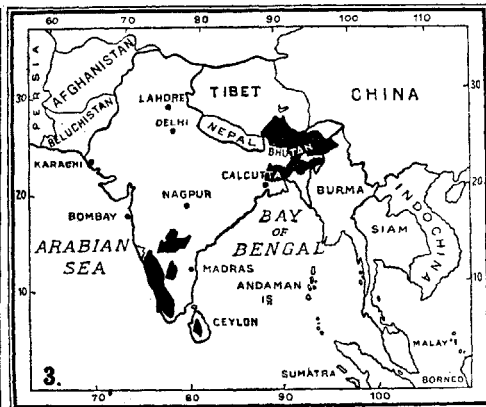 60 70 80 90 100 110
PERSIA
AFGHANISTAN
BELUCHISTAN
LAHORE
DELHI
TIBET
CHINA
NEPAL
BHUTAN
30
30
KARACHI
CALCUT
BURMA
INDOCHINA
20
20
NAGPUR
BOMBAY
BAY
OF
BENGAL
SIAM
ARABIAN
SEA
MADRAS
ANDAMAN
IS
10
10
CEYLON
MALAY
SUMATRA
BORNEO
3.
70° 80 90 100